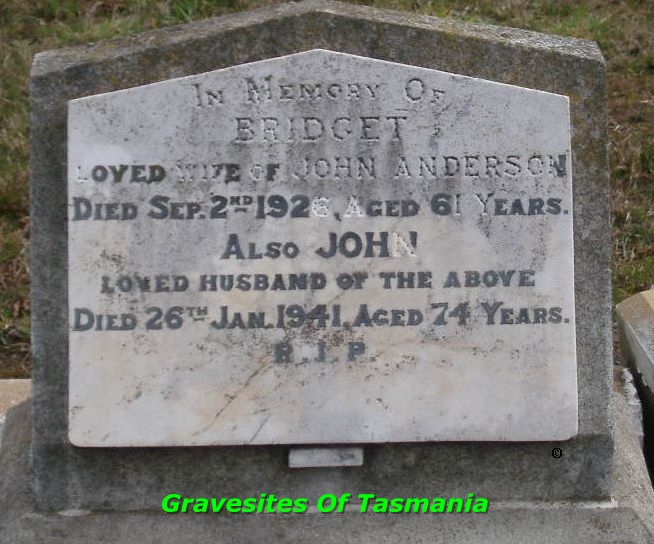 In Memory Of
BRIDGET
LOVED WIFE OF JOHN ANDERSON
DIED SEP. 2ND 1926, AGED 61 YEARS.
ALSO JOHN
LOVED HUSBAND OF THE ABOVE
DIED 26TH JAN. 1941, AGED 74 YEARS.
R.I.P.
©
Gravesites Of Tasmania